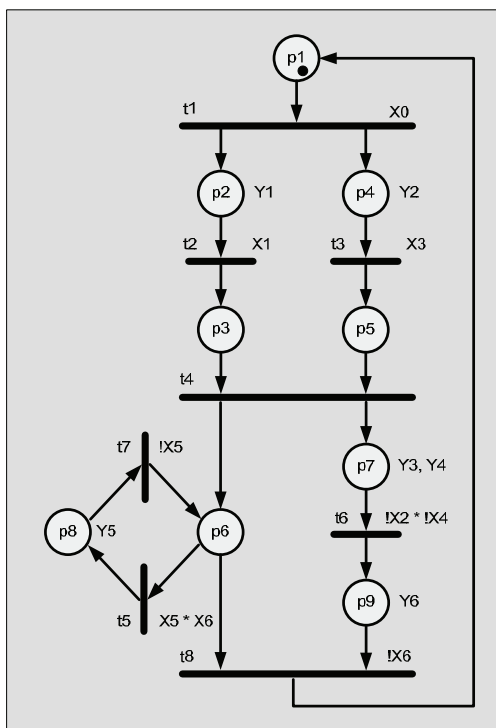 p1
t1 X0
p2 Y1 p4 Y2
t2 X1 t3 X3
p3 p5
t4
t7 !X5
p7 Y3, Y4
p8 Y5 p6
t6 !X2 * !X4
p9 Y6
t5 X5 * X6
t8 !X6